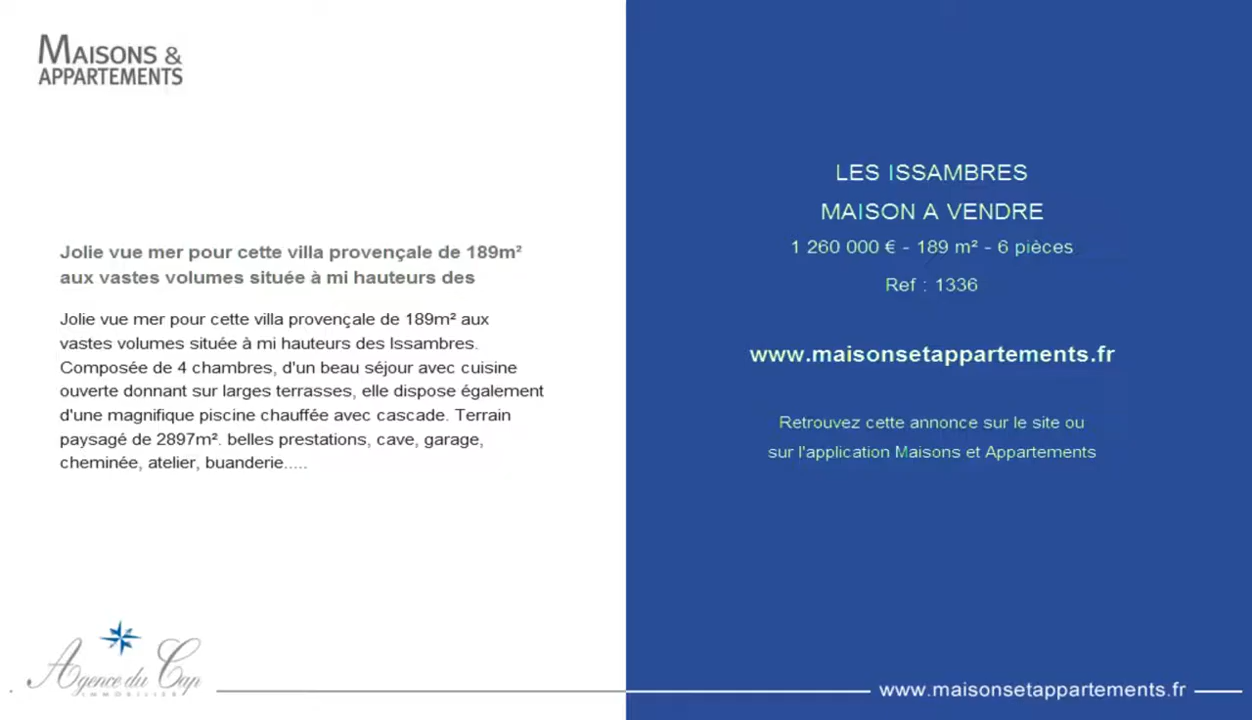 MAISONS &
APPARTEMENTS
Jolie vue mer pour cette villa provençale de 189m²
aux vastes volumes située à mi hauteurs des
Jolie vue mer pour cette villa provençale de 189m² aux
vastes volumes située à mi hauteurs des Issambres.
Composée de 4 chambres, d'un beau séjour avec cuisine
ouverte donnant sur larges terrasses, elle dispose également
d'une magnifique piscine chauffée avec cascade. Terrain
paysagé de 2897m². belles prestations, cave, garage,
cheminée, atelier, buanderie.....
Agence du Cap
IMMOBILIER
LES ISSAMBRES
MAISON A VENDRE
1 260 000 € - 189 m² - 6 pièces
Ref : 1336
www.maisonsetappartements.fr
Retrouvez cette annonce sur le site ou
sur l'application Maisons et Appartements
www.maisonsetappartements.fr